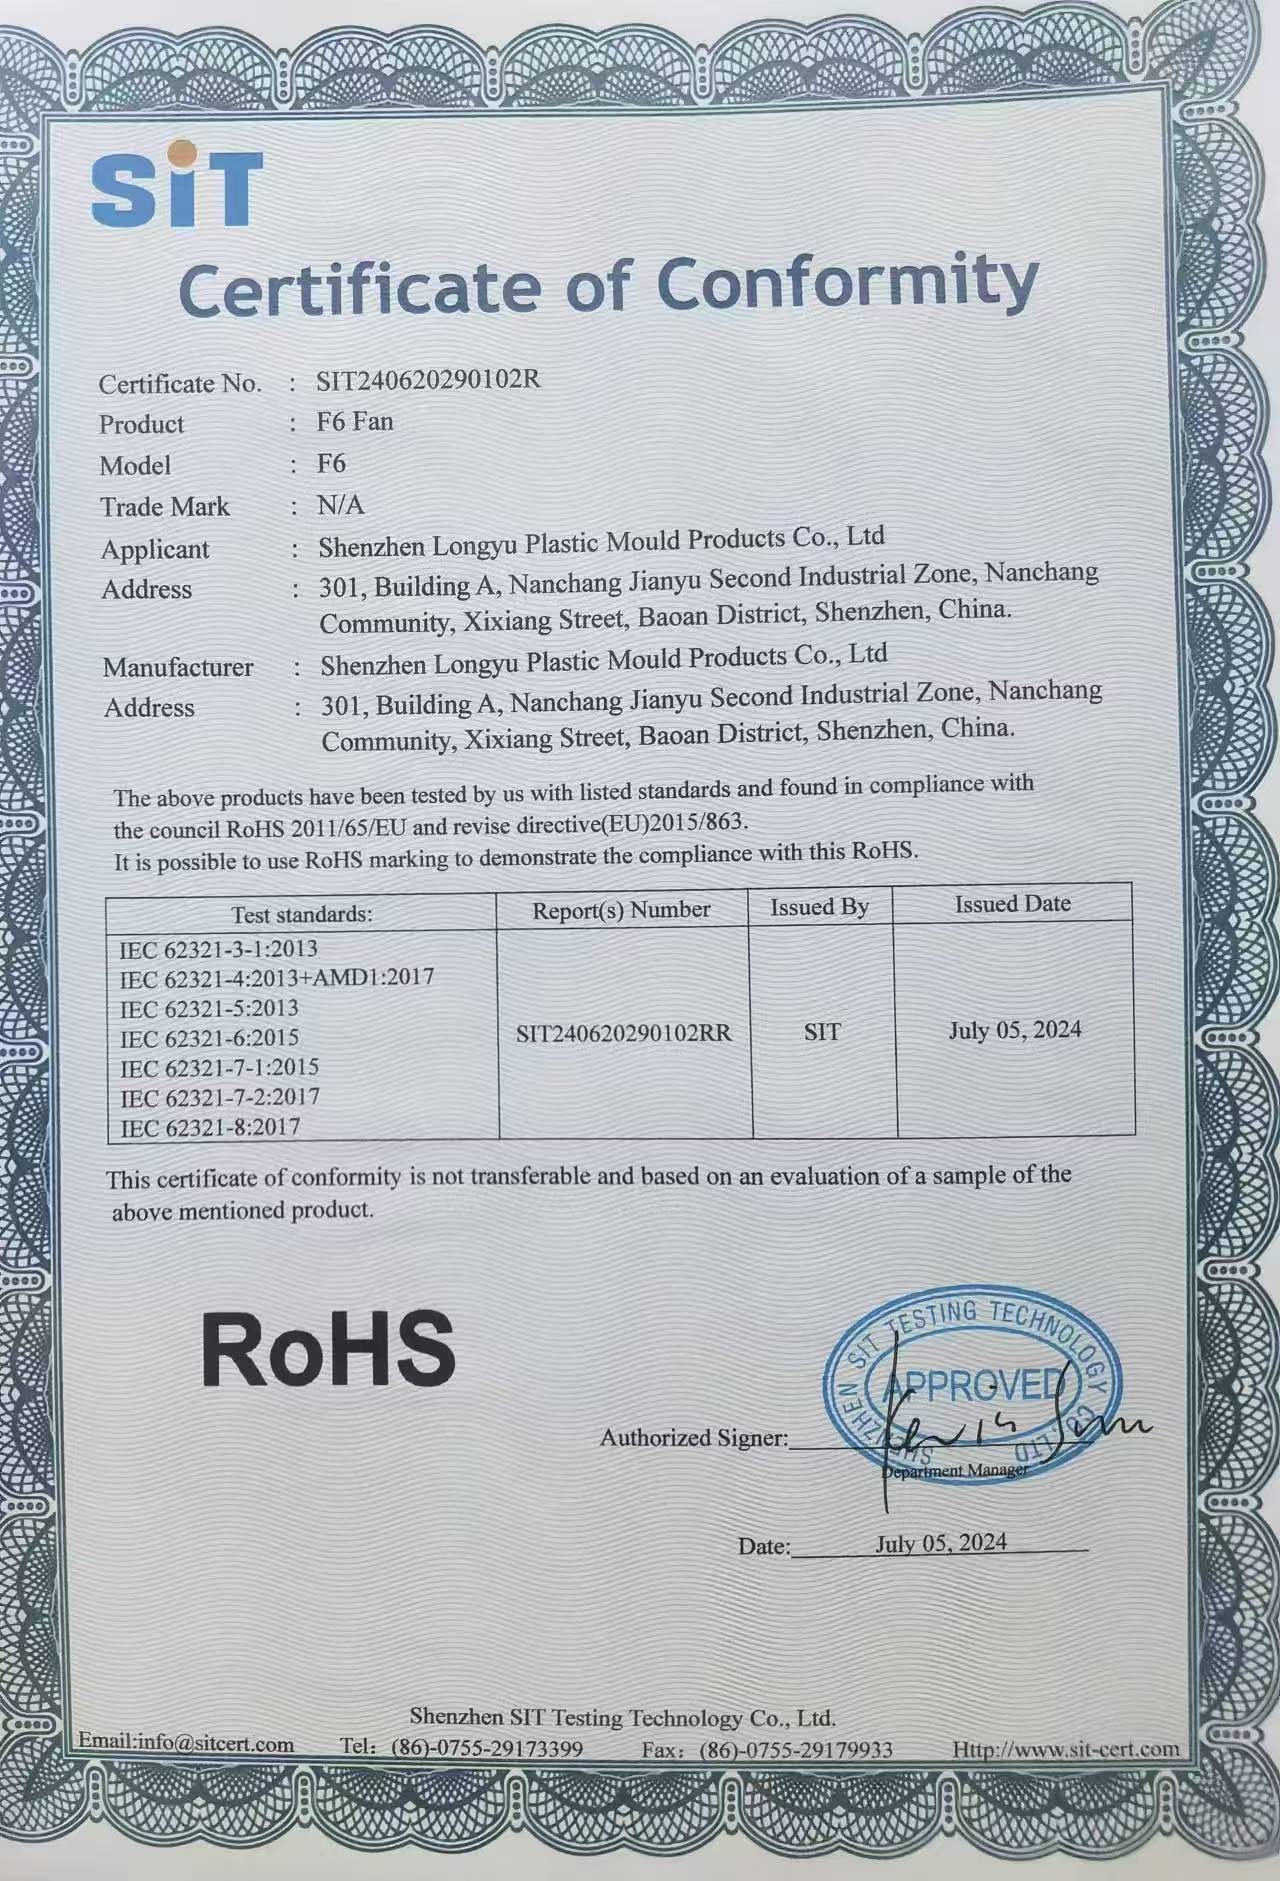 SiT
Certificate of Conformity
Certificate No. : SIT240620290102R
Product : F6 Fan
Model : F6
Trade Mark : N/A
Applicant : Shenzhen Longyu Plastic Mould Products Co., Ltd
Address : 301, Building A, Nanchang Jianyu Second Industrial Zone, Nanchang
Community, Xixiang Street, Baoan District, Shenzhen, China.
Manufacturer : Shenzhen Longyu Plastic Mould Products Co., Ltd
Address : 301, Building A, Nanchang Jianyu Second Industrial Zone, Nanchang
Community, Xixiang Street, Baoan District, Shenzhen, China.
The above products have been tested by us with listed standards and found in compliance with
the council RoHS 2011/65/EU and revise directive(EU)2015/863.
It is possible to use RoHS marking to demonstrate the compliance with this RoHS.
Test standards: Report(s) Number Issued By Issued Date
IEC 62321-3-1:2013
IEC 62321-4:2013+AMD1:2017
IEC 62321-5:2013
IEC 62321-6:2015
IEC 62321-7-1:2015
IEC 62321-7-2:2017
IEC 62321-8:2017
SIT240620290102RR SIT July 05, 2024
This certificate of conformity is not transferable and based on an evaluation of a sample of the
above mentioned product.
RoHS
SHENZHEN SIT TESTING TECHNOLOGY CO., LTD
APPROVED
Authorized Signer:
Department Manager
Date: July 05, 2024
Shenzhen SIT Testing Technology Co., Ltd.
Email:info@sitcert.com Tel: (86)-0755-29173399 Fax: (86)-0755-29179933 Http://www.sit-cert.com